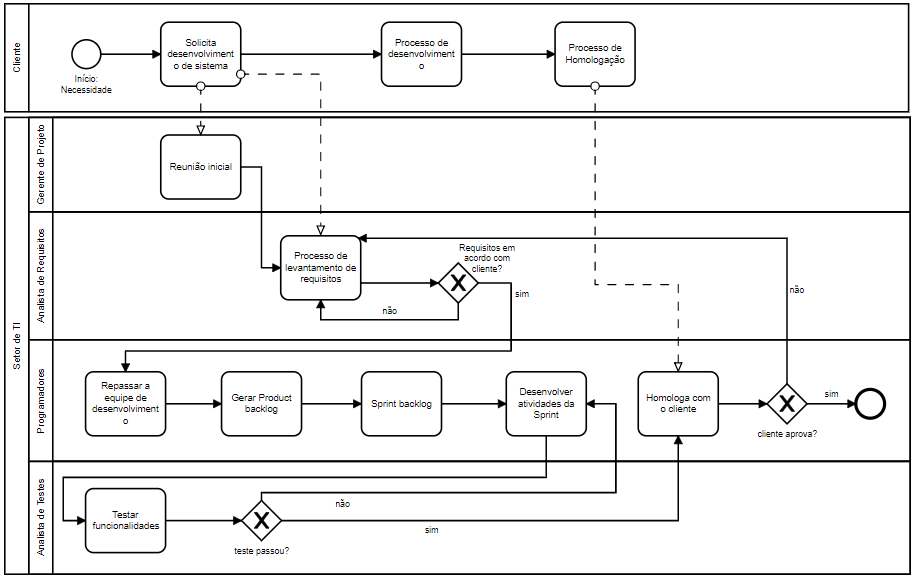 Cliente
Início:
Necessidade
Solicita
desenvolviment
o de sistema
Processo de
desenvolviment
o
Processo de
Homologação
Setor de TI
Gerente de Projeto
Reunião inicial
Analista de Requisitos
Processo de
levantamento de
requisitos
Requisitos em
acordo com
cliente?
não
sim
não
Programadores
Repassar a
equipe de
desenvolviment
o
Gerar Product
backlog
Sprint backlog
Desenvolver
atividades da
Sprint
Homologa com
o cliente
cliente aprova?
sim
Analista de Testes
Testar
funcionalidades
teste passou?
não
sim